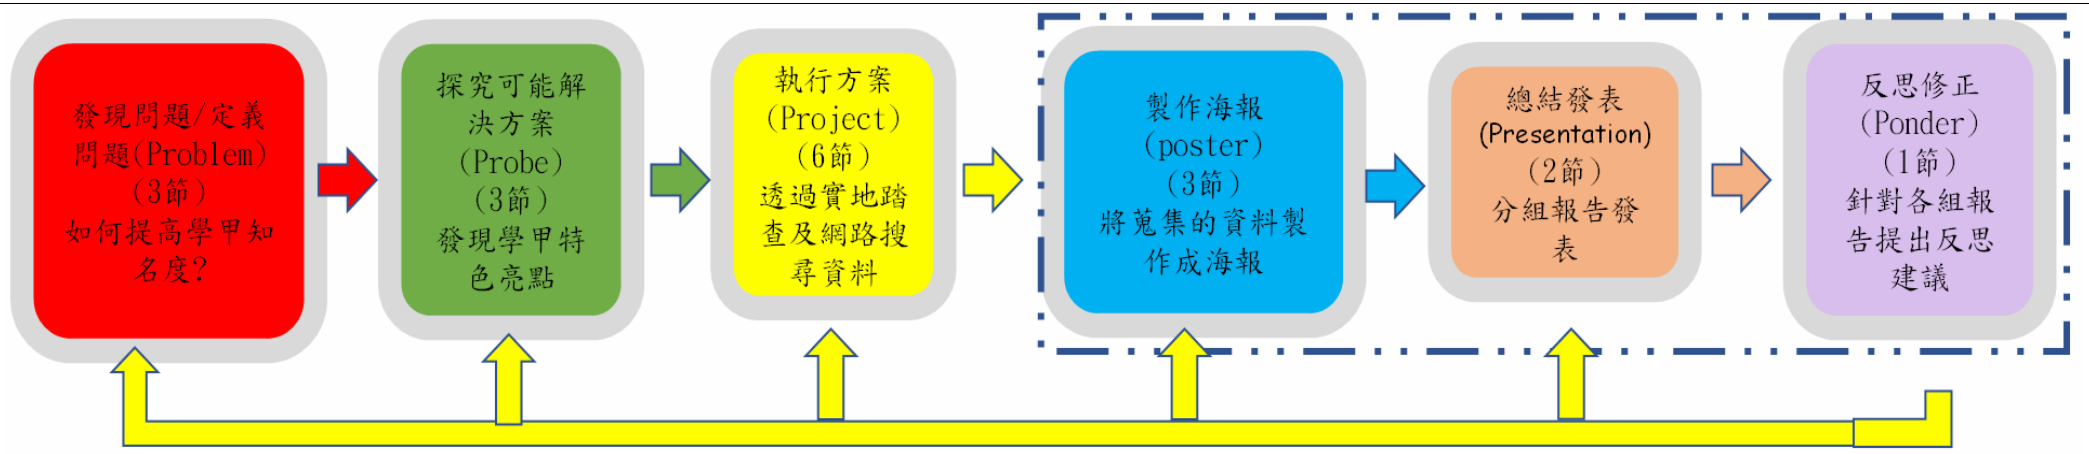 發現問題/定義
問題(Problem)
(3節)
如何提高學甲知
名度?
探究可能解
決方案
(Probe)
(3節)
發現學甲特
色亮點
執行方案
(Project)
(6節)
透過實地踏
查及網路搜
尋資料
製作海報
(poster)
(3節)
將蒐集的資料製
作成海報
總結發表
(Presentation)
(2節)
分組報告發
表
反思修正
(Ponder)
(1節)
針對各組報
告提出反思
建議